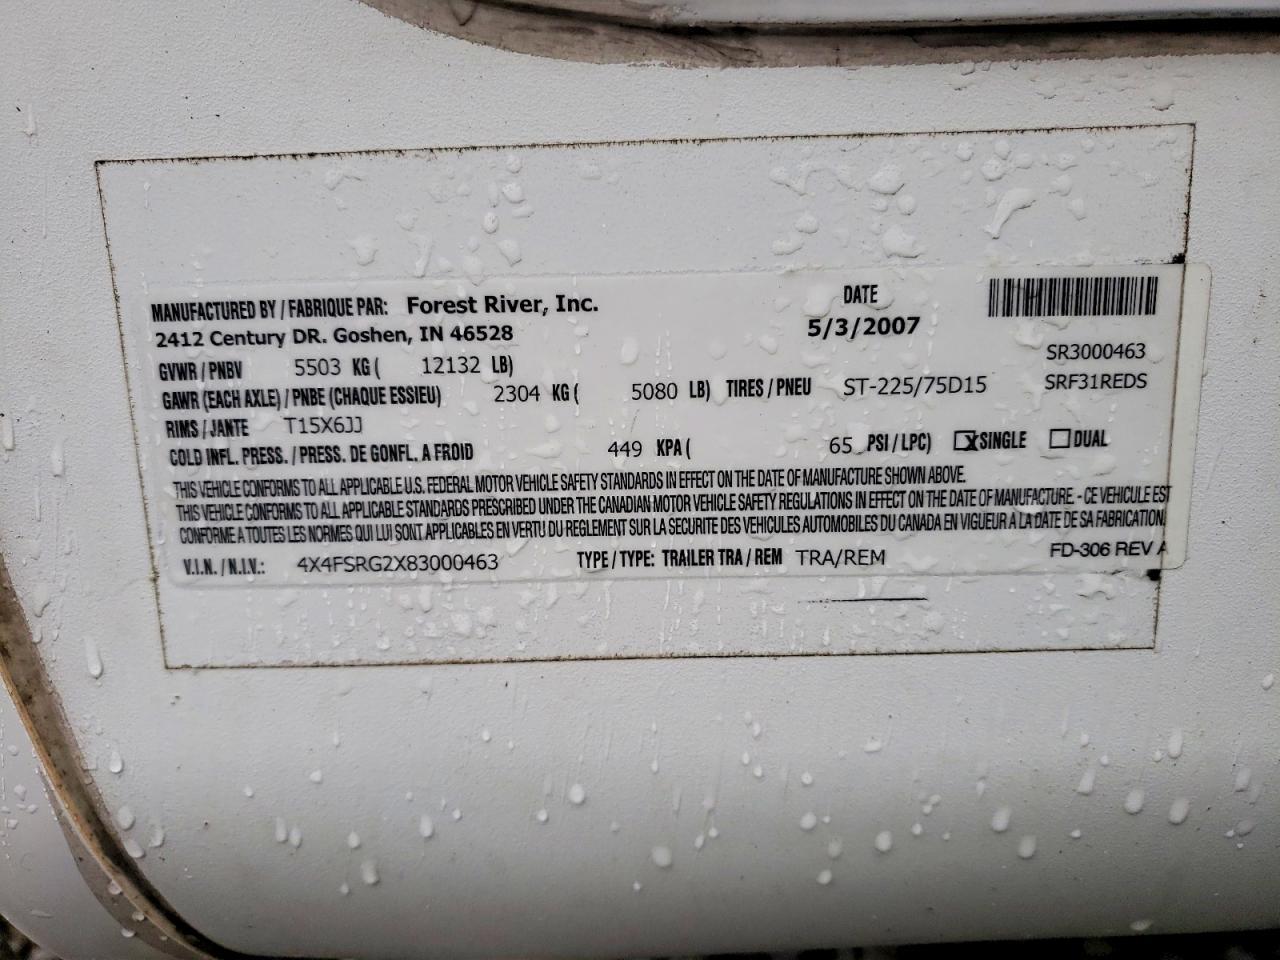 MANUFACTURED BY / FABRIQUE PAR: Forest River, Inc.
2412 Century DR. Goshen, IN 46528
DATE
5/3/2007
GVWR / PNBV 5503 KG ( 12132 LB)
SR3000463
GAWR (EACH AXLE) / PNBE (CHAQUE ESSIEU) 2304 KG ( 5080 LB) TIRES / PNEU ST-225/75D15 SRF31REDS
RIMS / JANTE T15X6JJ
COLD INFL. PRESS. / PRESS. DE GONFL. A FROID 449 KPA ( 65 PSI / LPC) ☒ SINGLE ☐ DUAL
THIS VEHICLE CONFORMS TO ALL APPLICABLE U.S. FEDERAL MOTOR VEHICLE SAFETY STANDARDS IN EFFECT ON THE DATE OF MANUFACTURE SHOWN ABOVE.
THIS VEHICLE CONFORMS TO ALL APPLICABLE STANDARDS PRESCRIBED UNDER THE CANADIAN MOTOR VEHICLE SAFETY REGULATIONS IN EFFECT ON THE DATE OF MANUFACTURE. - CE VEHICULE EST
CONFORME A TOUTES LES NORMES QUI LUI SONT APPLICABLES EN VERTU DU REGLEMENT SUR LA SECURITE DES VEHICULES AUTOMOBILES DU CANADA EN VIGUEUR A LA DATE DE SA FABRICATION.
V.I.N. / N.I.V.: 4X4FSRG2X83000463 TYPE / TYPE: TRAILER TRA / REM TRA/REM FD-306 REV A